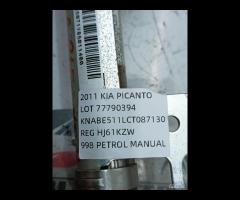 2011 KIA PICANTO
LOT 77790394
KNABE511LCT087130
REG HJ61KZW
998 PETROL MANUAL